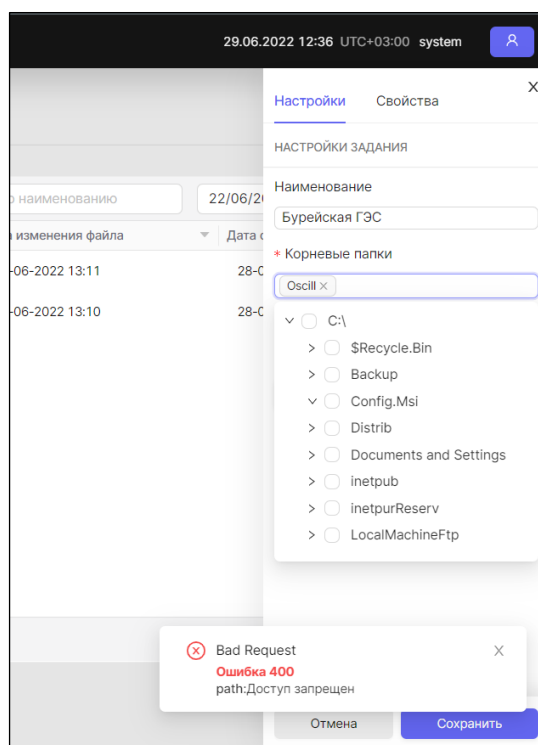 29.06.2022 12:36 UTC+03:00 system
X
Настройки Свойства
НАСТРОЙКИ ЗАДАНИЯ
Наименование
наименованию
22/06/2
Бурейская ГЭС
изменения файла
Дата
* Корневые папки
-06-2022 13:11
28-0
Oscill ×
-06-2022 13:10
28-0
C:\
$Recycle.Bin
Backup
Config.Msi
Distrib
Documents and Settings
inetpub
inetpurReserv
LocalMachineFtp
Bad Request
Ошибка 400
path:Доступ запрещен
Отмена Сохранить